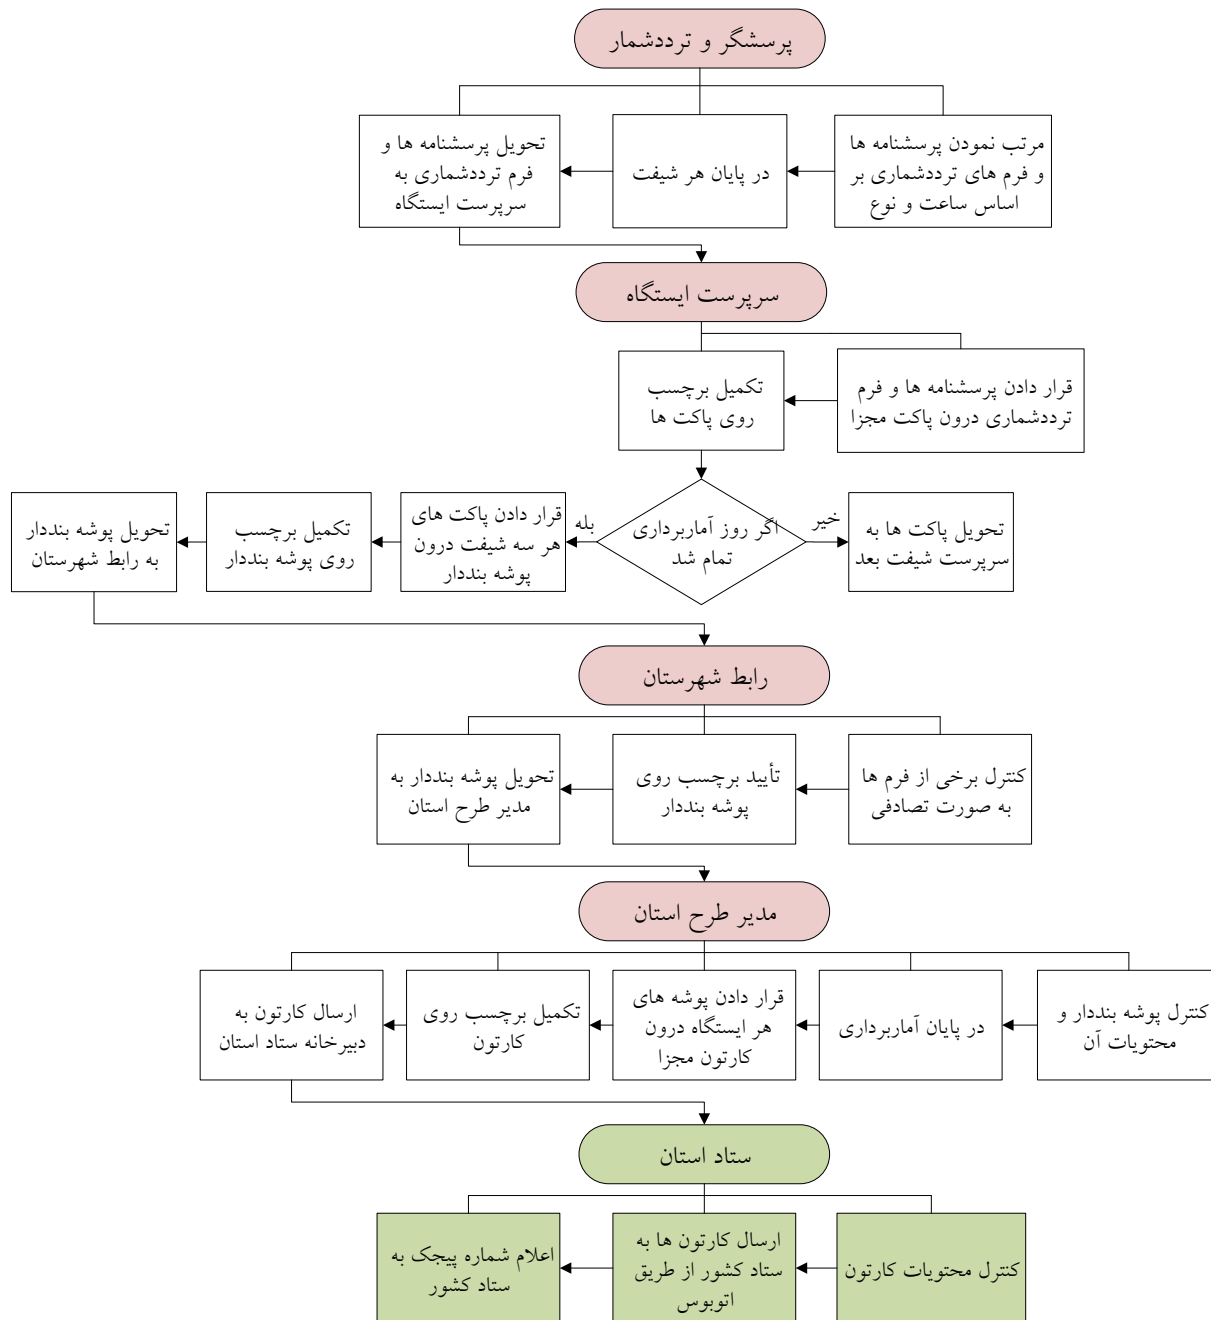 پرسشگر و ترددشمار
مرتب نمودن پرسشنامه ها
و فرم های ترددشماری بر
اساس ساعت و نوع
در پایان هر شیفت
تحویل پرسشنامه ها و
فرم ترددشماری به
سرپرست ایستگاه
سرپرست ایستگاه
قرار دادن پرسشنامه ها و فرم
ترددشماری درون پاکت مجزا
تکمیل برچسب
روی پاکت ها
اگر روز آماربرداری
تمام شد
خیر
تحویل پاکت ها به
سرپرست شیفت بعد
بله
قرار دادن پاکت های
هر سه شیفت درون
پوشه بنددار
تکمیل برچسب
روی پوشه بنددار
تحویل پوشه بنددار
به رابط شهرستان
رابط شهرستان
کنترل برخی از فرم ها
به صورت تصادفی
تأیید برچسب روی
پوشه بنددار
تحویل پوشه بنددار به
مدیر طرح استان
مدیر طرح استان
کنترل پوشه بنددار و
محتویات آن
در پایان آماربرداری
قرار دادن پوشه های
هر ایستگاه درون
کارتون مجزا
تکمیل برچسب روی
کارتون
ارسال کارتون به
دبیرخانه ستاد استان
ستاد استان
کنترل محتویات کارتون
ارسال کارتون ها به
ستاد کشور از طریق
اتوبوس
اعلام شماره پیجک به
ستاد کشور